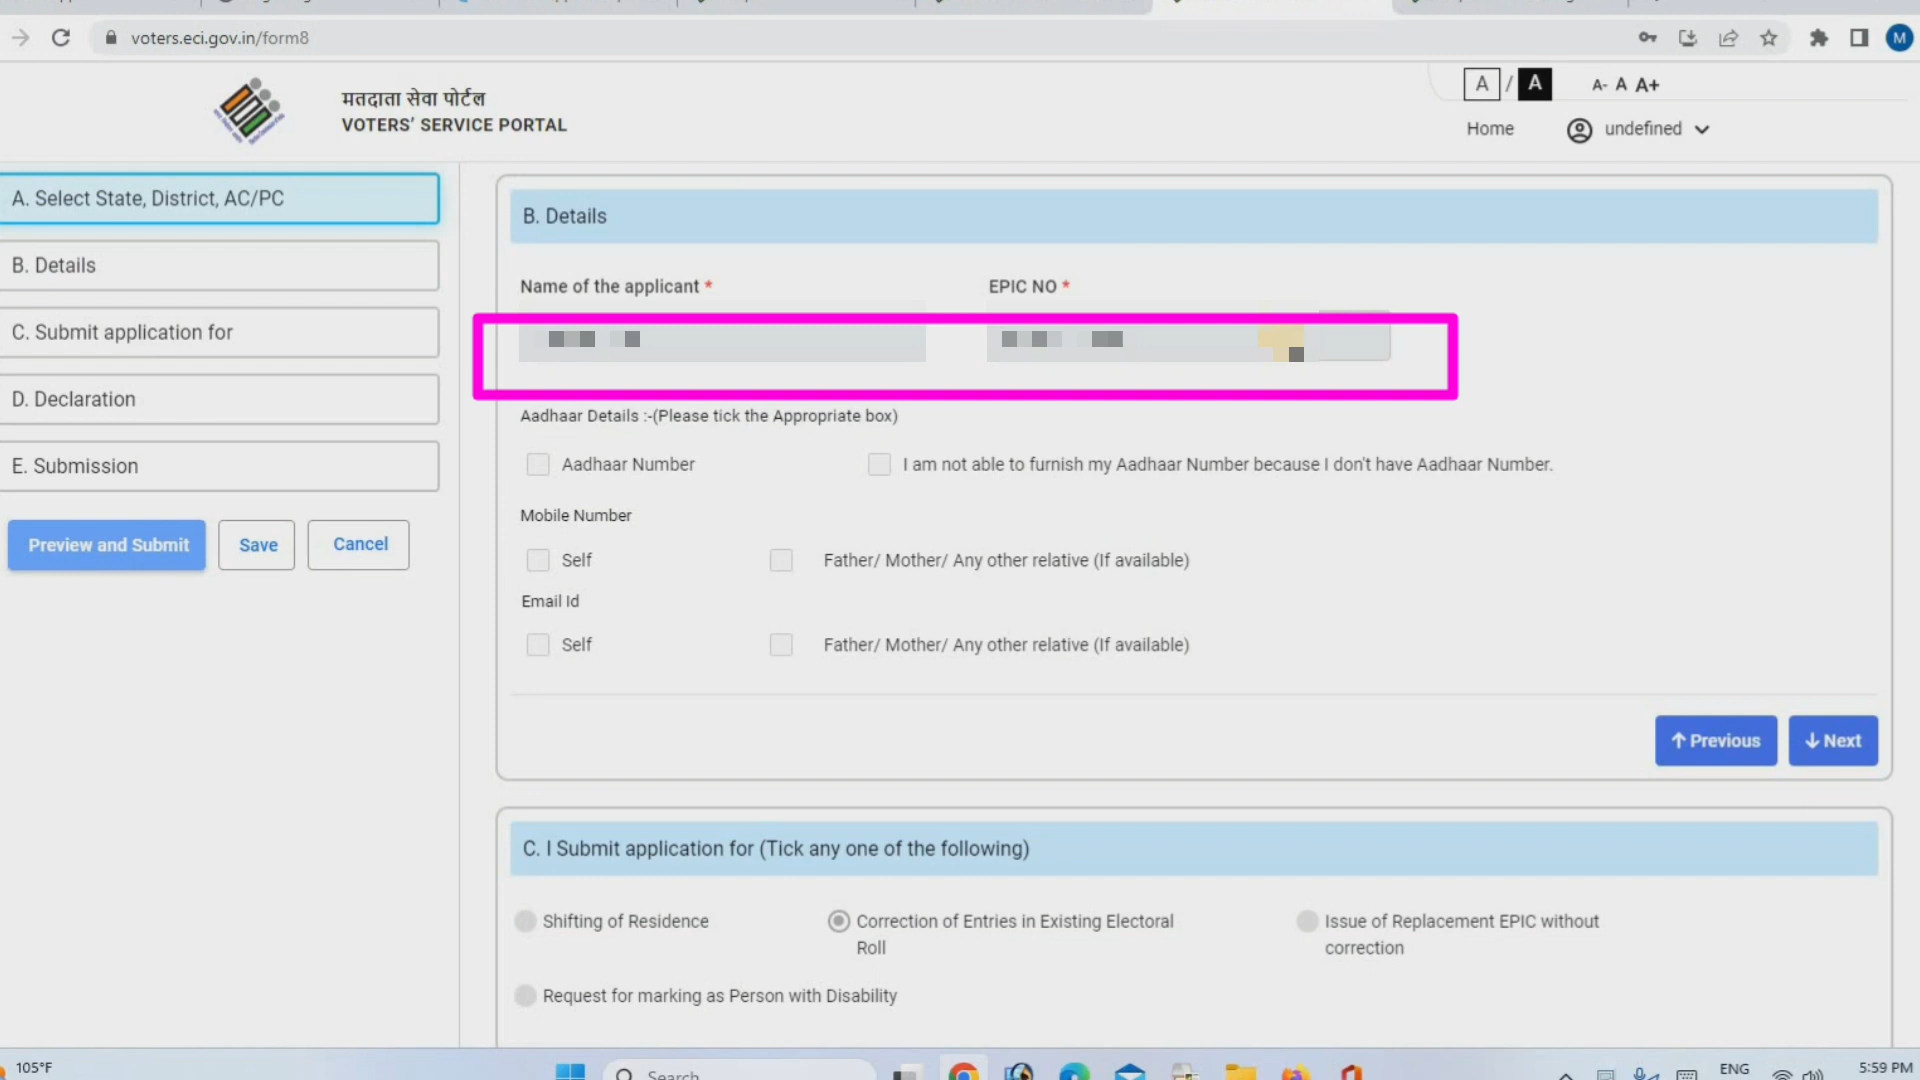 voters.eci.gov.in/form8
M
मतदाता सेवा पोर्टल
VOTERS’ SERVICE PORTAL
A / A A- A A+
Home undefined
A. Select State, District, AC/PC
B. Details
C. Submit application for
D. Declaration
E. Submission
Preview and Submit Save Cancel
B. Details
Name of the applicant * EPIC NO *
Aadhaar Details :-(Please tick the Appropriate box)
Aadhaar Number I am not able to furnish my Aadhaar Number because I don't have Aadhaar Number.
Mobile Number
Self Father/ Mother/ Any other relative (If available)
Email Id
Self Father/ Mother/ Any other relative (If available)
↑ Previous ↓ Next
C. I Submit application for (Tick any one of the following)
Shifting of Residence Correction of Entries in Existing Electoral Issue of Replacement EPIC without
Roll correction
Request for marking as Person with Disability
105°F
Search
ENG 5:59 PM